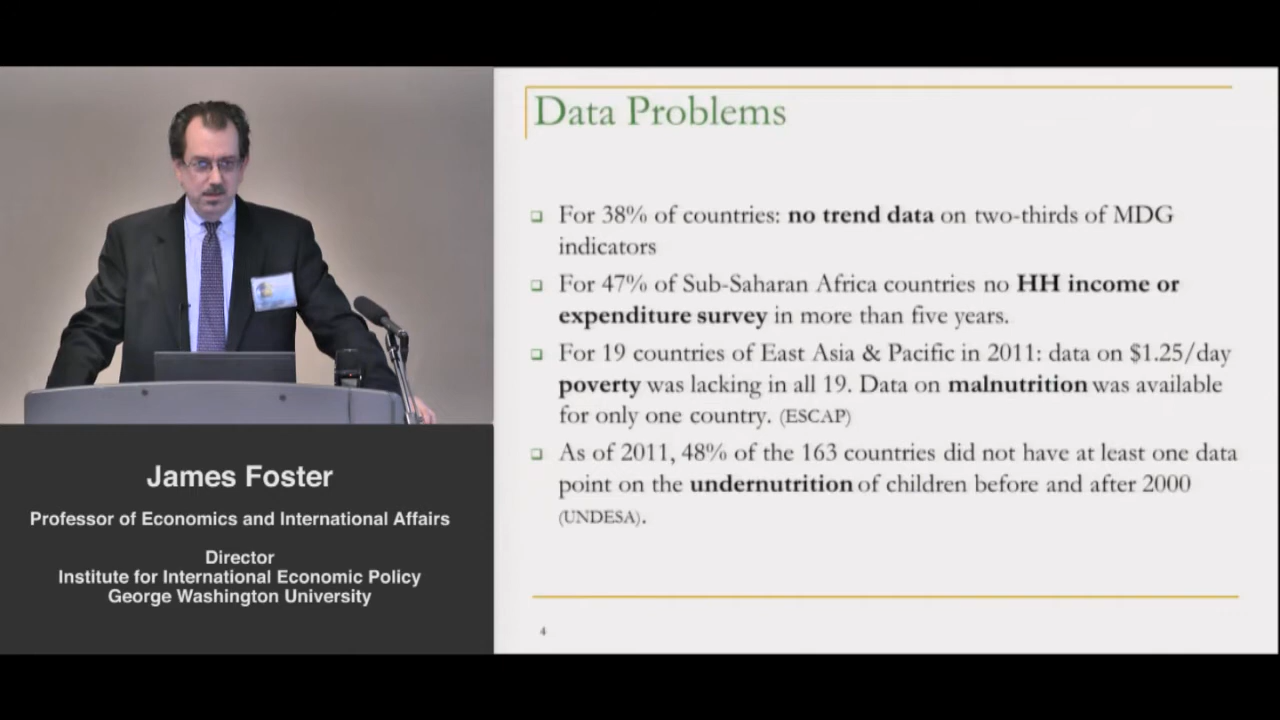 Data Problems
For 38% of countries: no trend data on two-thirds of MDG
indicators
For 47% of Sub-Saharan Africa countries no HH income or
expenditure survey in more than five years.
For 19 countries of East Asia & Pacific in 2011: data on $1.25/day
poverty was lacking in all 19. Data on malnutrition was available
for only one country. (ESCAP)
As of 2011, 48% of the 163 countries did not have at least one data
point on the undernutrition of children before and after 2000
(UNDESA).
4
James Foster
Professor of Economics and International Affairs
Director
Institute for International Economic Policy
George Washington University